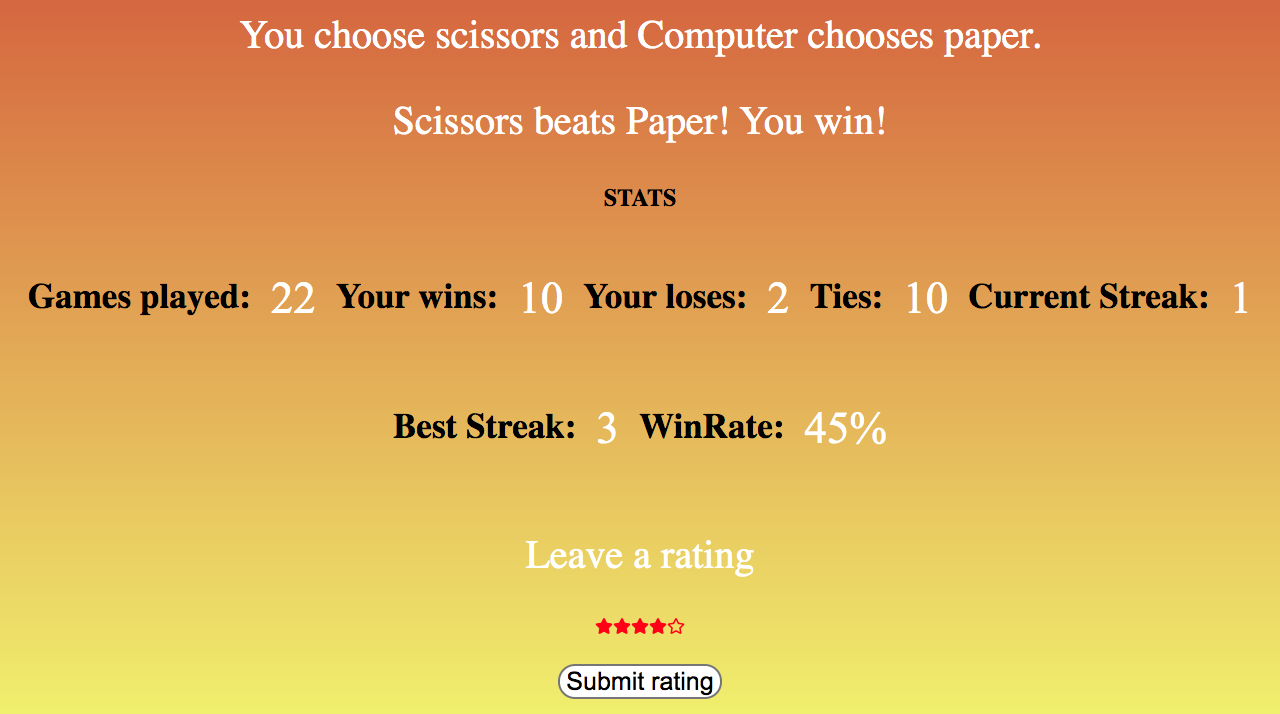 You choose scissors and Computer chooses paper.
Scissors beats Paper! You win!
STATS
Games played: 22 Your wins: 10 Your loses: 2 Ties: 10 Current Streak: 1
Best Streak: 3 WinRate: 45%
Leave a rating
Submit rating